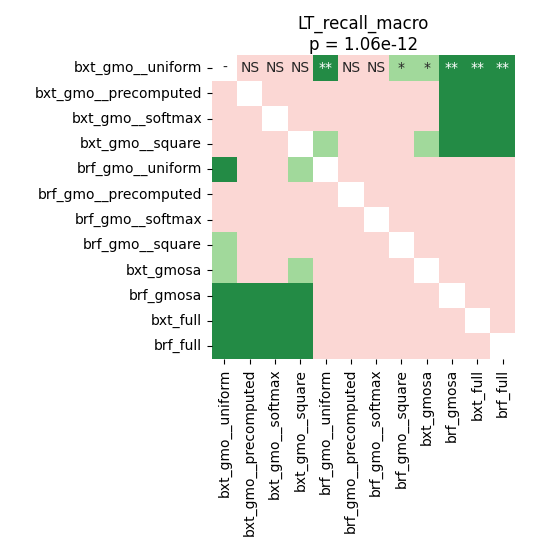 LT_recall_macro
p = 1.06e-12
bxt_gmo__uniform - NS NS NS ** NS NS * * ** ** **
bxt_gmo__precomputed
bxt_gmo__softmax
bxt_gmo__square
brf_gmo__uniform
brf_gmo__precomputed
brf_gmo__softmax
brf_gmo__square
bxt_gmosa
brf_gmosa
bxt_full
brf_full
bxt_gmo__uniform
bxt_gmo__precomputed
bxt_gmo__softmax
bxt_gmo__square
brf_gmo__uniform
brf_gmo__precomputed
brf_gmo__softmax
brf_gmo__square
bxt_gmosa
brf_gmosa
bxt_full
brf_full